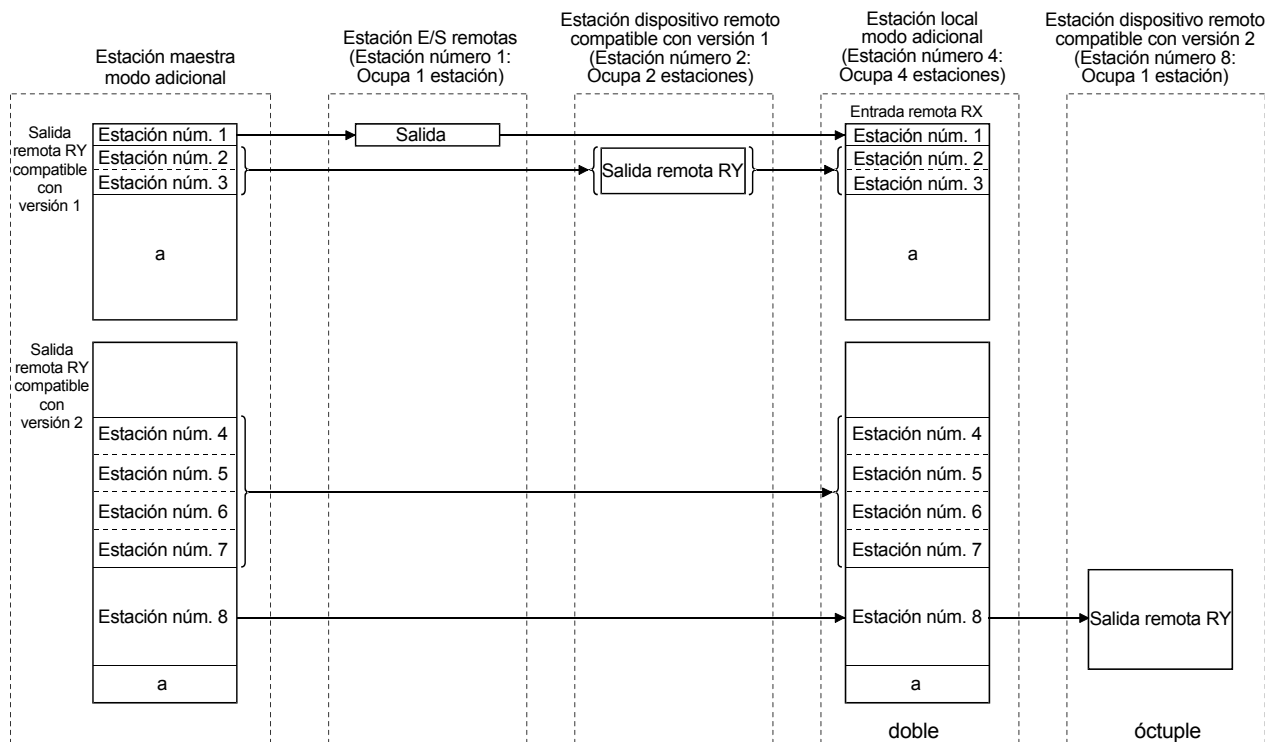 Estación maestra
modo adicional
Estación E/S remotas
(Estación número 1:
Ocupa 1 estación)
Estación dispositivo remoto
compatible con versión 1
(Estación número 2:
Ocupa 2 estaciones)
Estación local
modo adicional
(Estación número 4:
Ocupa 4 estaciones)
Estación dispositivo remoto
compatible con versión 2
(Estación número 8:
Ocupa 1 estación)
Salida
remota RY
compatible
con
versión 1
Estación núm. 1
Estación núm. 2
Estación núm. 3
a
Salida
Salida remota RY
Entrada remota RX
Estación núm. 1
Estación núm. 2
Estación núm. 3
a
Salida
remota RY
compatible
con
versión 2
Estación núm. 4
Estación núm. 5
Estación núm. 6
Estación núm. 7
Estación núm. 8
a
Estación núm. 4
Estación núm. 5
Estación núm. 6
Estación núm. 7
Estación núm. 8
a
Salida remota RY
doble
óctuple